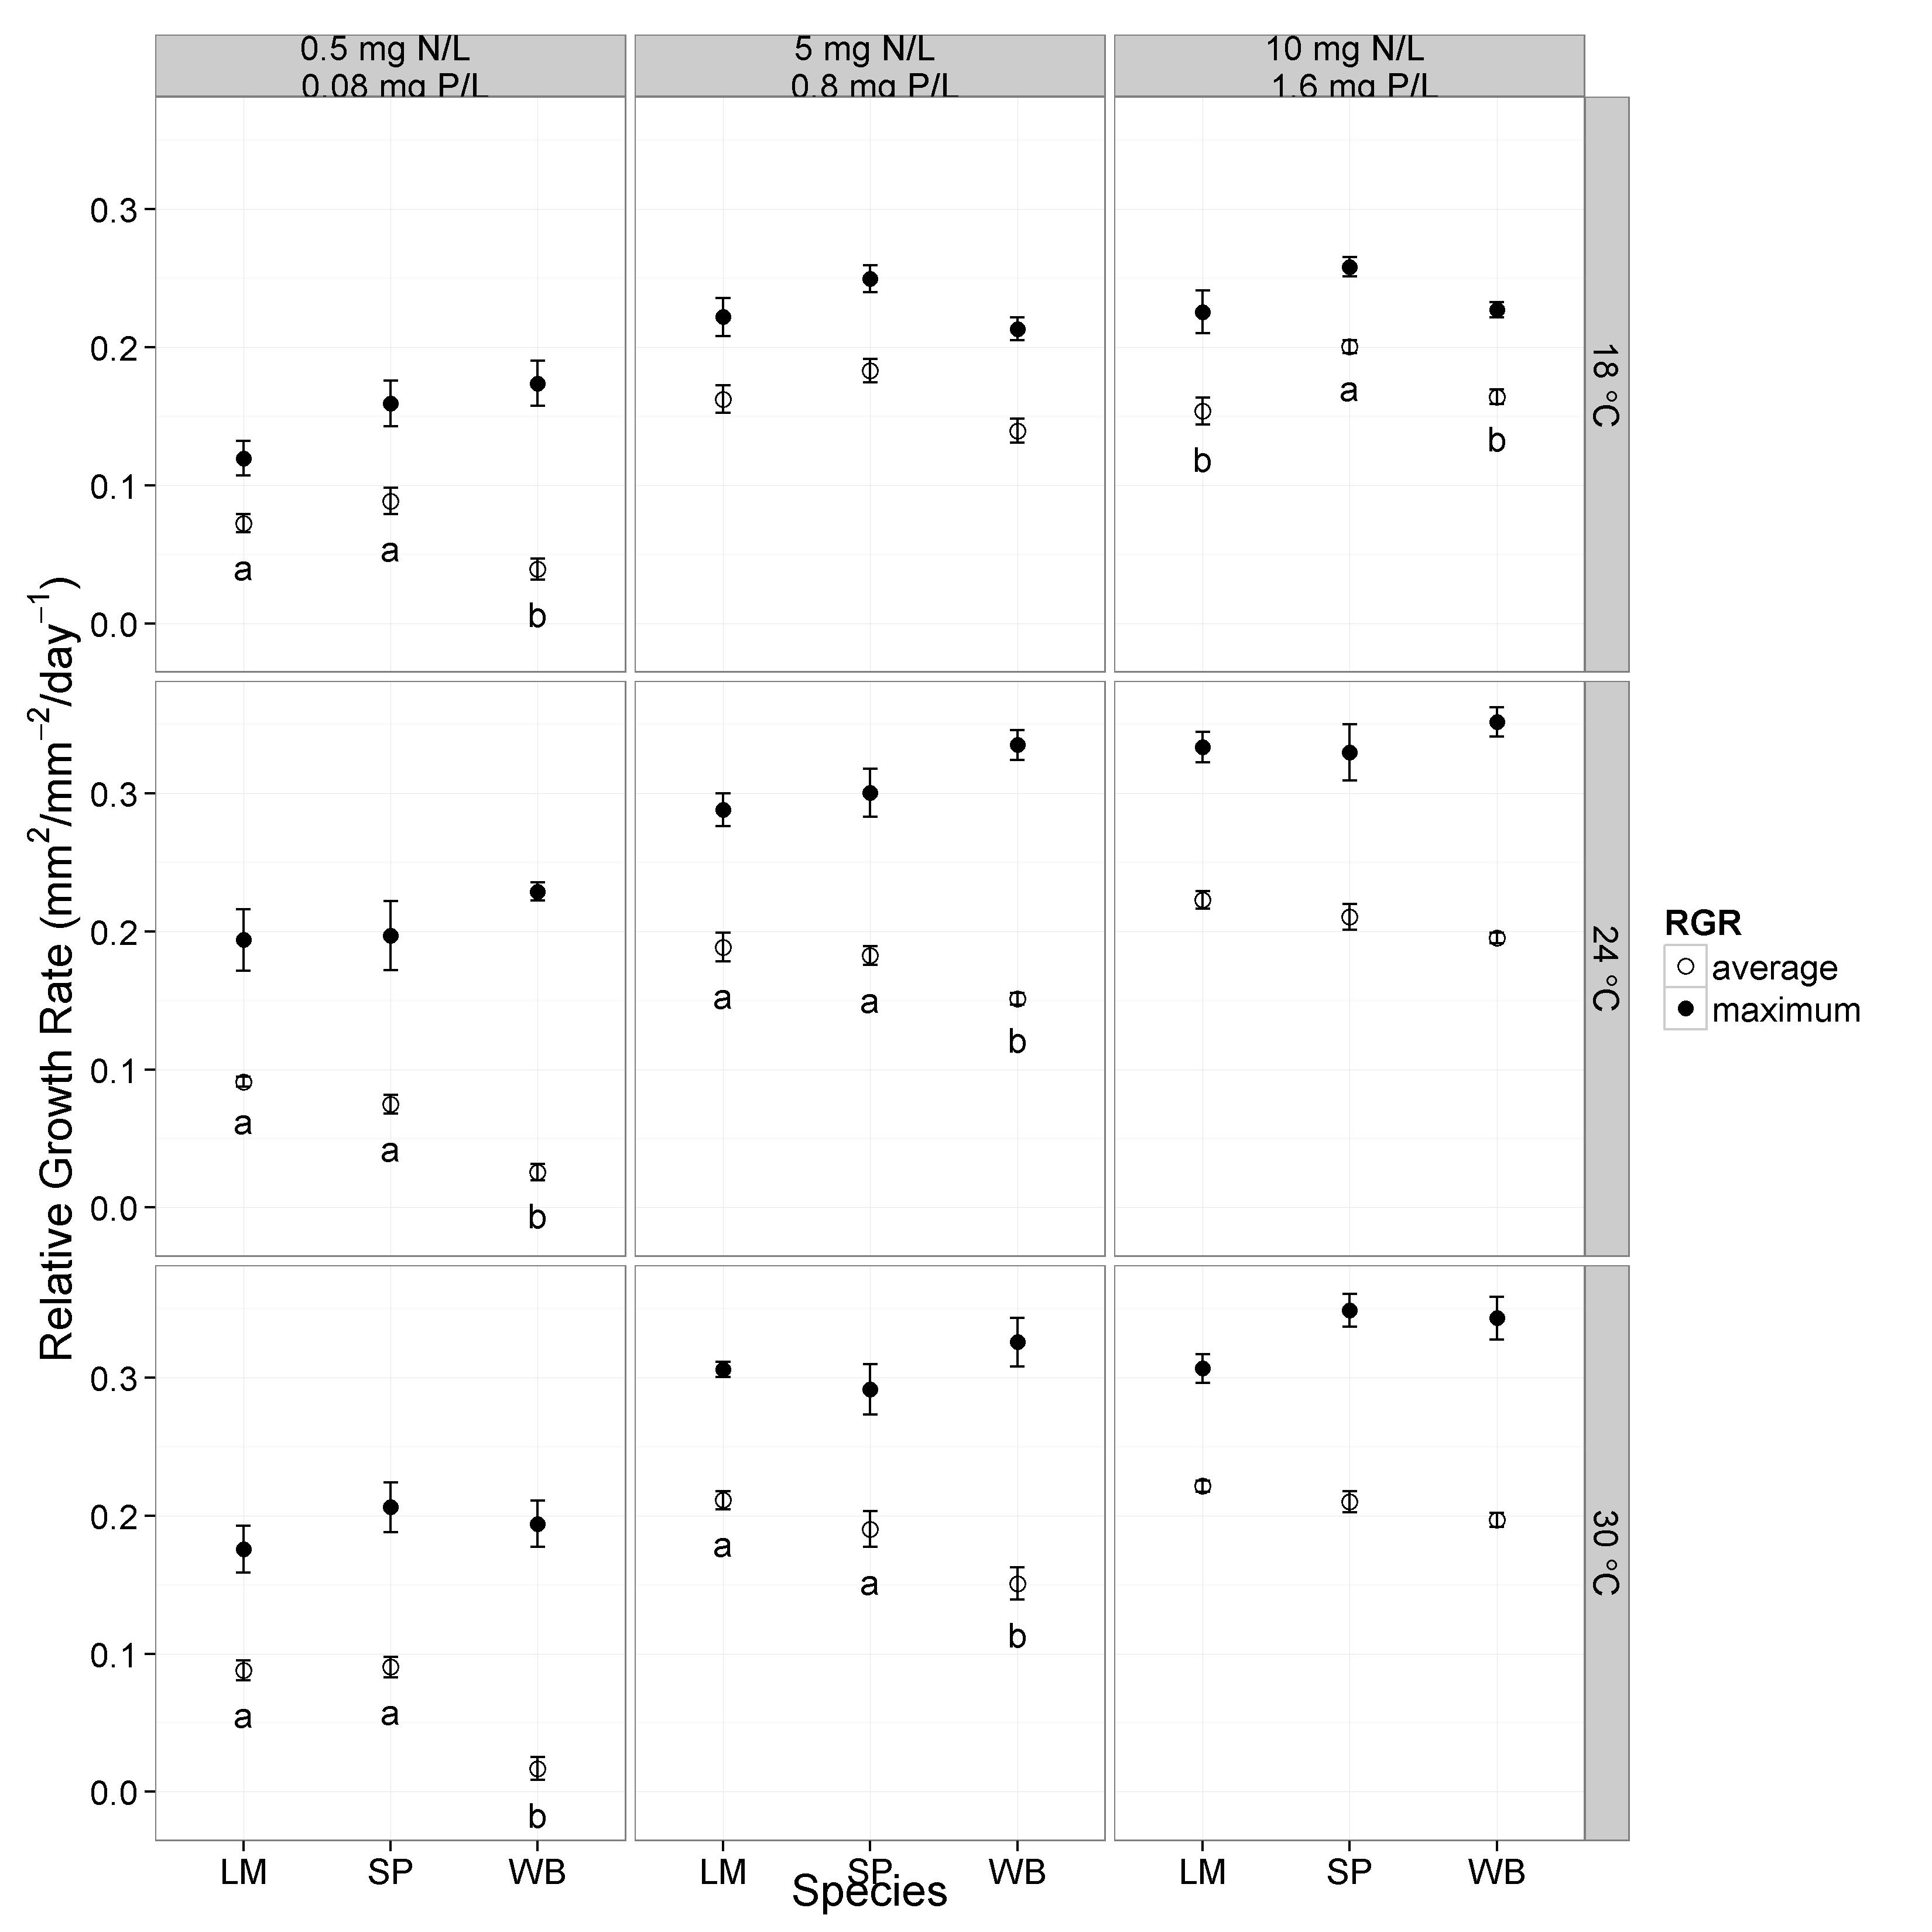 0.5 mg N/L
0.08 mg P/L
5 mg N/L
0.8 mg P/L
10 mg N/L
1.6 mg P/L
Relative Growth Rate (mm²/mm⁻²/day⁻¹)
0.3
0.2
0.1
0.0
a
a
b
a
b
b
18 °C
0.3
0.2
0.1
0.0
a
a
b
a
a
b
24 °C
0.3
0.2
0.1
0.0
a
a
b
a
a
b
30 °C
LM SP WB
LM SP WB
LM SP WB
Species
RGR
average
maximum